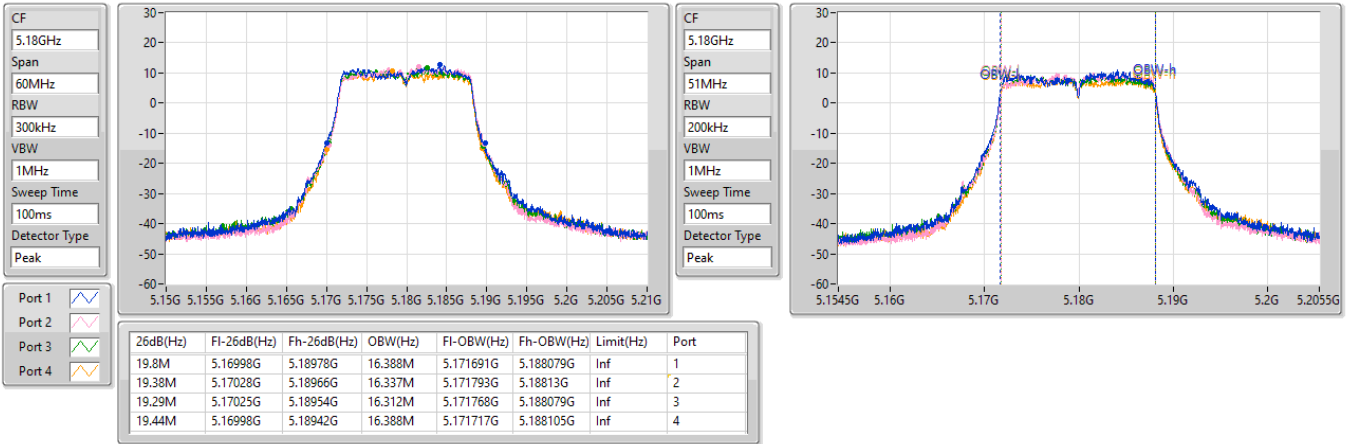 CF
5.18GHz
Span
60MHz
RBW
300kHz
VBW
1MHz
Sweep Time
100ms
Detector Type
Peak
30
20
10
0
-10
-20
-30
-40
-50
-60
5.15G 5.155G 5.16G 5.165G 5.17G 5.175G 5.18G 5.185G 5.19G 5.195G 5.2G 5.205G 5.21G
CF
5.18GHz
Span
51MHz
RBW
200kHz
VBW
1MHz
Sweep Time
100ms
Detector Type
Peak
30
20
10
0
-10
-20
-30
-40
-50
-60
OBW-l OBW-h
5.1545G 5.16G 5.17G 5.18G 5.19G 5.2G 5.2055G
Port 1
Port 2
Port 3
Port 4
26dB(Hz) Fl-26dB(Hz) Fh-26dB(Hz) OBW(Hz) Fl-OBW(Hz) Fh-OBW(Hz) Limit(Hz) Port
19.8M 5.16998G 5.18978G 16.388M 5.171691G 5.188079G Inf 1
19.38M 5.17028G 5.18966G 16.337M 5.171793G 5.18813G Inf 2
19.29M 5.17025G 5.18954G 16.312M 5.171768G 5.188079G Inf 3
19.44M 5.16998G 5.18942G 16.388M 5.171717G 5.188105G Inf 4